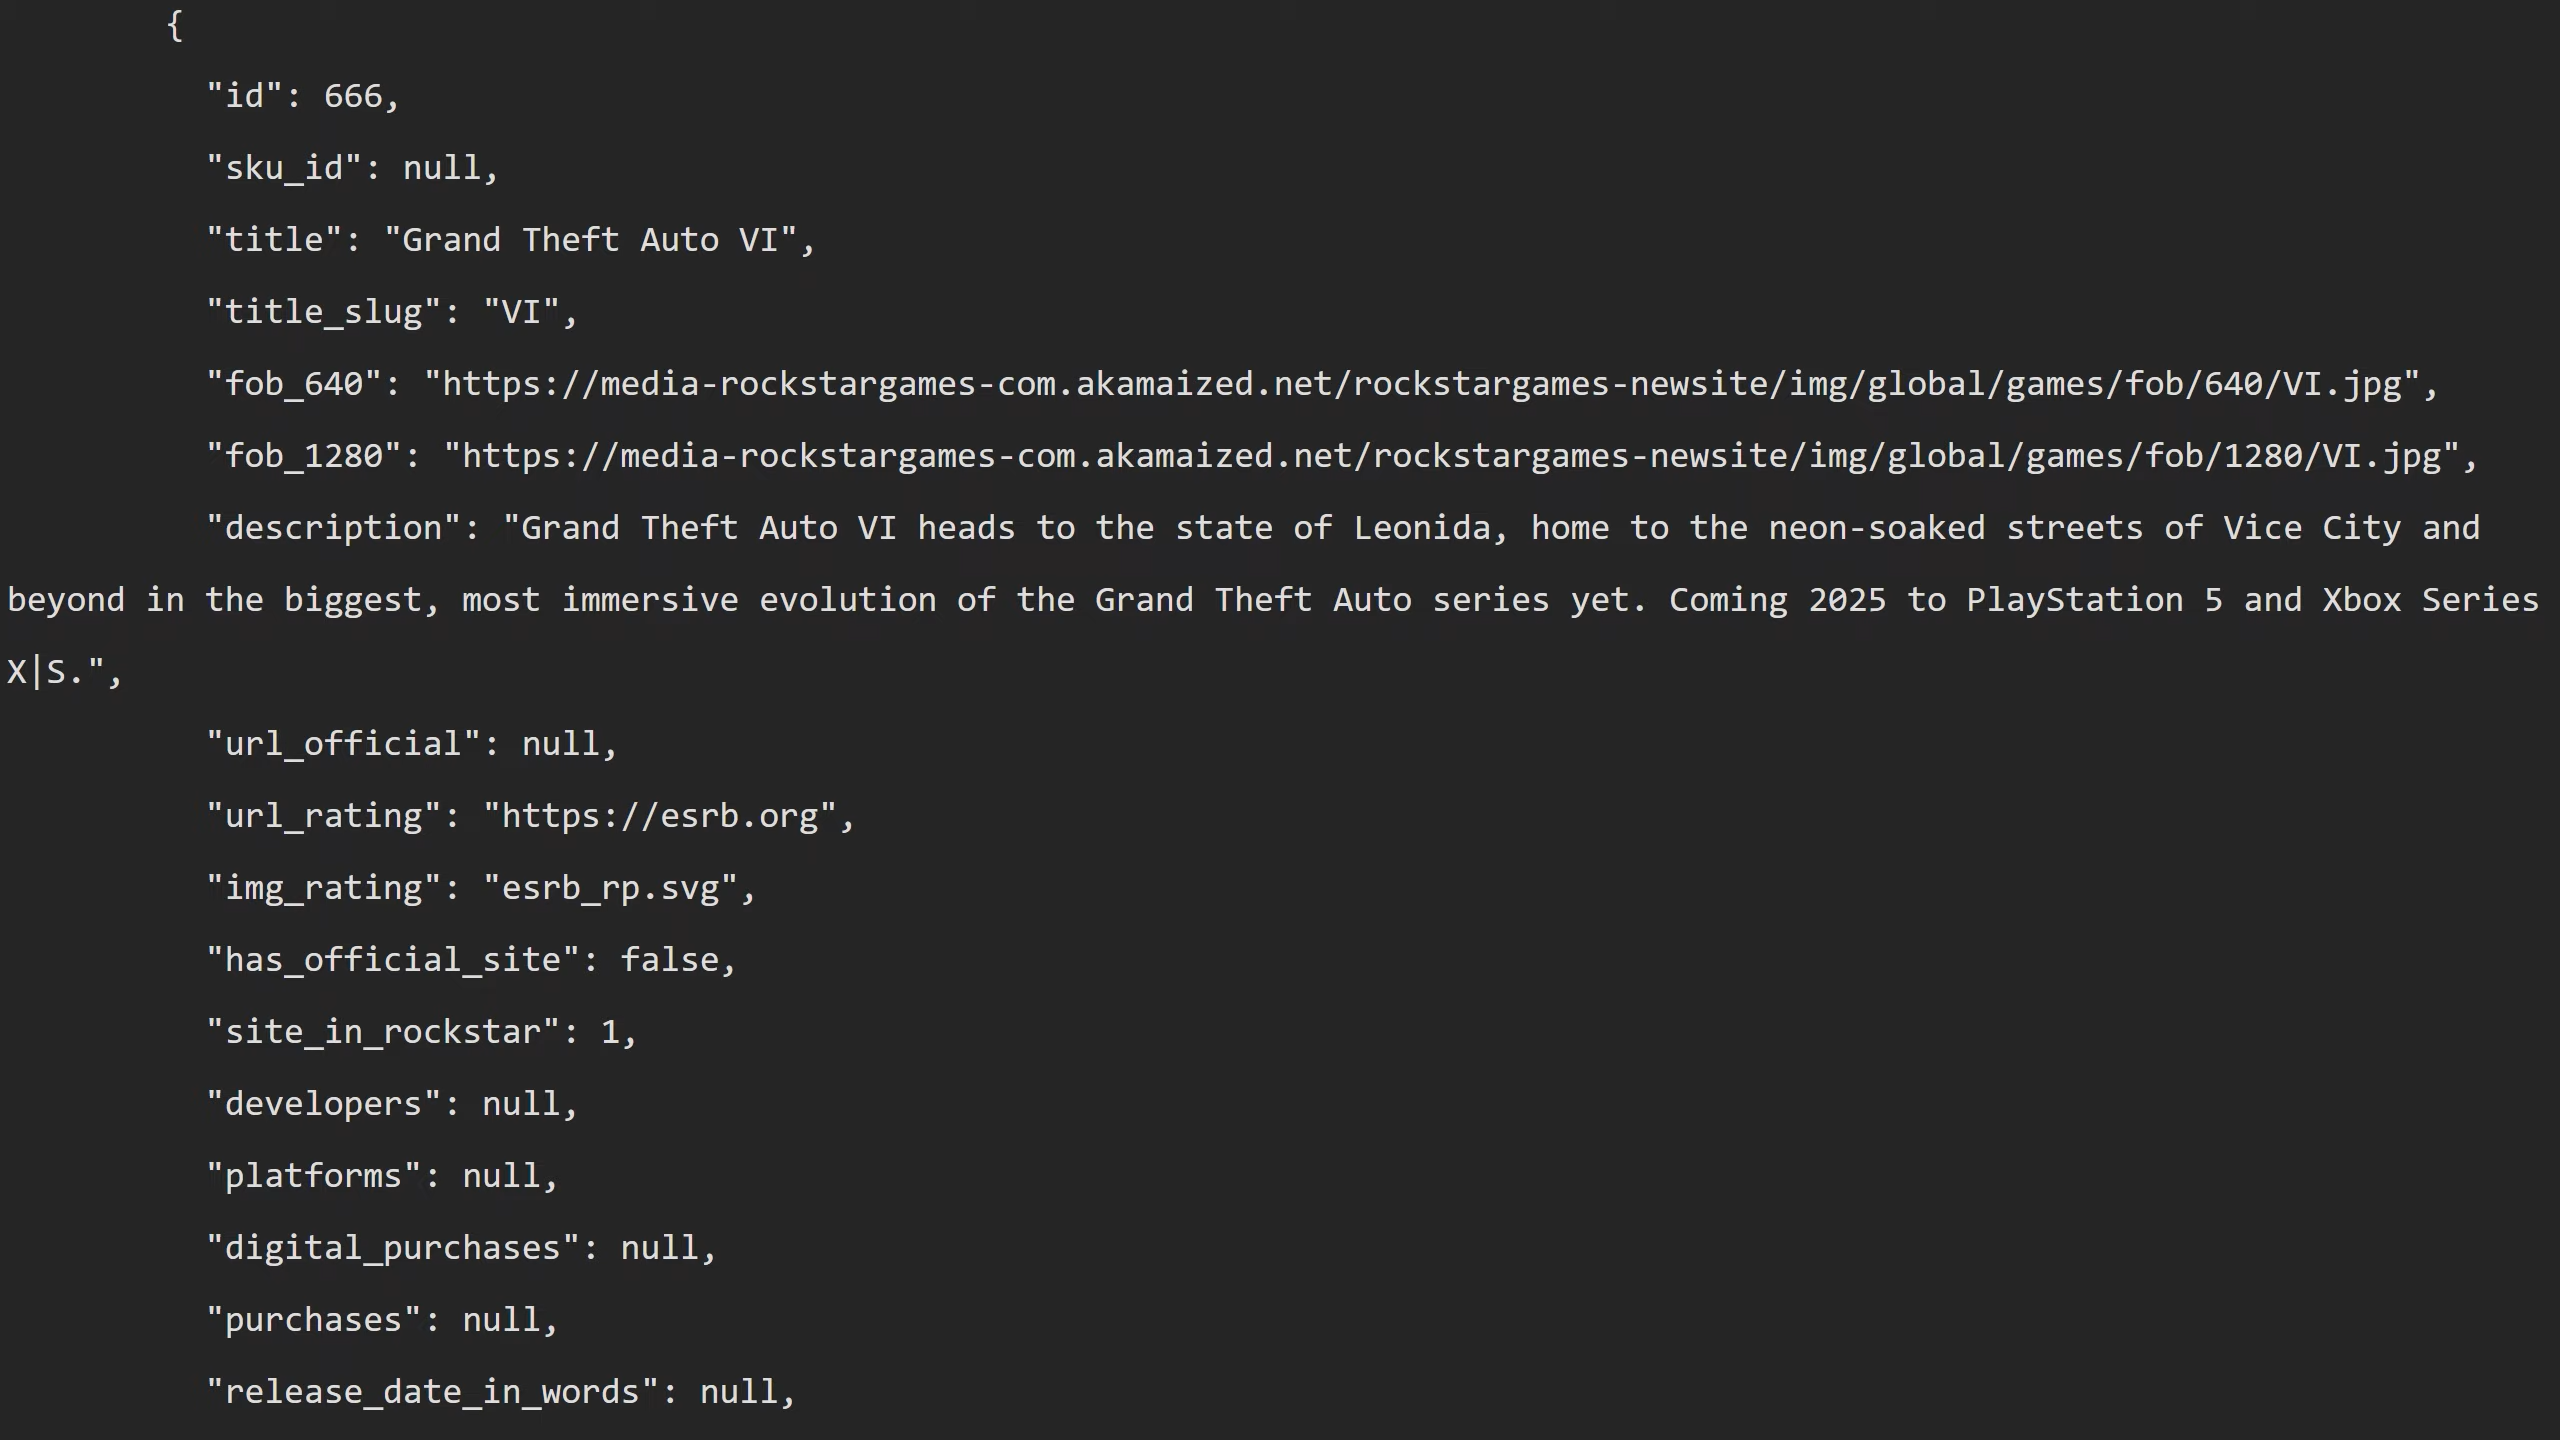 {
"id": 666,
"sku_id": null,
"title": "Grand Theft Auto VI",
"title_slug": "VI",
"fob_640": "https://media-rockstargames-com.akamaized.net/rockstargames-newsite/img/global/games/fob/640/VI.jpg",
"fob_1280": "https://media-rockstargames-com.akamaized.net/rockstargames-newsite/img/global/games/fob/1280/VI.jpg",
"description": "Grand Theft Auto VI heads to the state of Leonida, home to the neon-soaked streets of Vice City and
beyond in the biggest, most immersive evolution of the Grand Theft Auto series yet. Coming 2025 to PlayStation 5 and Xbox Series
X|S.",
"url_official": null,
"url_rating": "https://esrb.org",
"img_rating": "esrb_rp.svg",
"has_official_site": false,
"site_in_rockstar": 1,
"developers": null,
"platforms": null,
"digital_purchases": null,
"purchases": null,
"release_date_in_words": null,